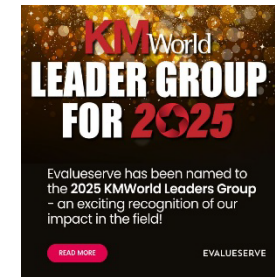 KMWorld
LEADER GROUP
FOR 2025
Evalueserve has been named to
the 2025 KMWorld Leaders Group
- an exciting recognition of our
impact in the field!
READ MORE
EVALUESERVE